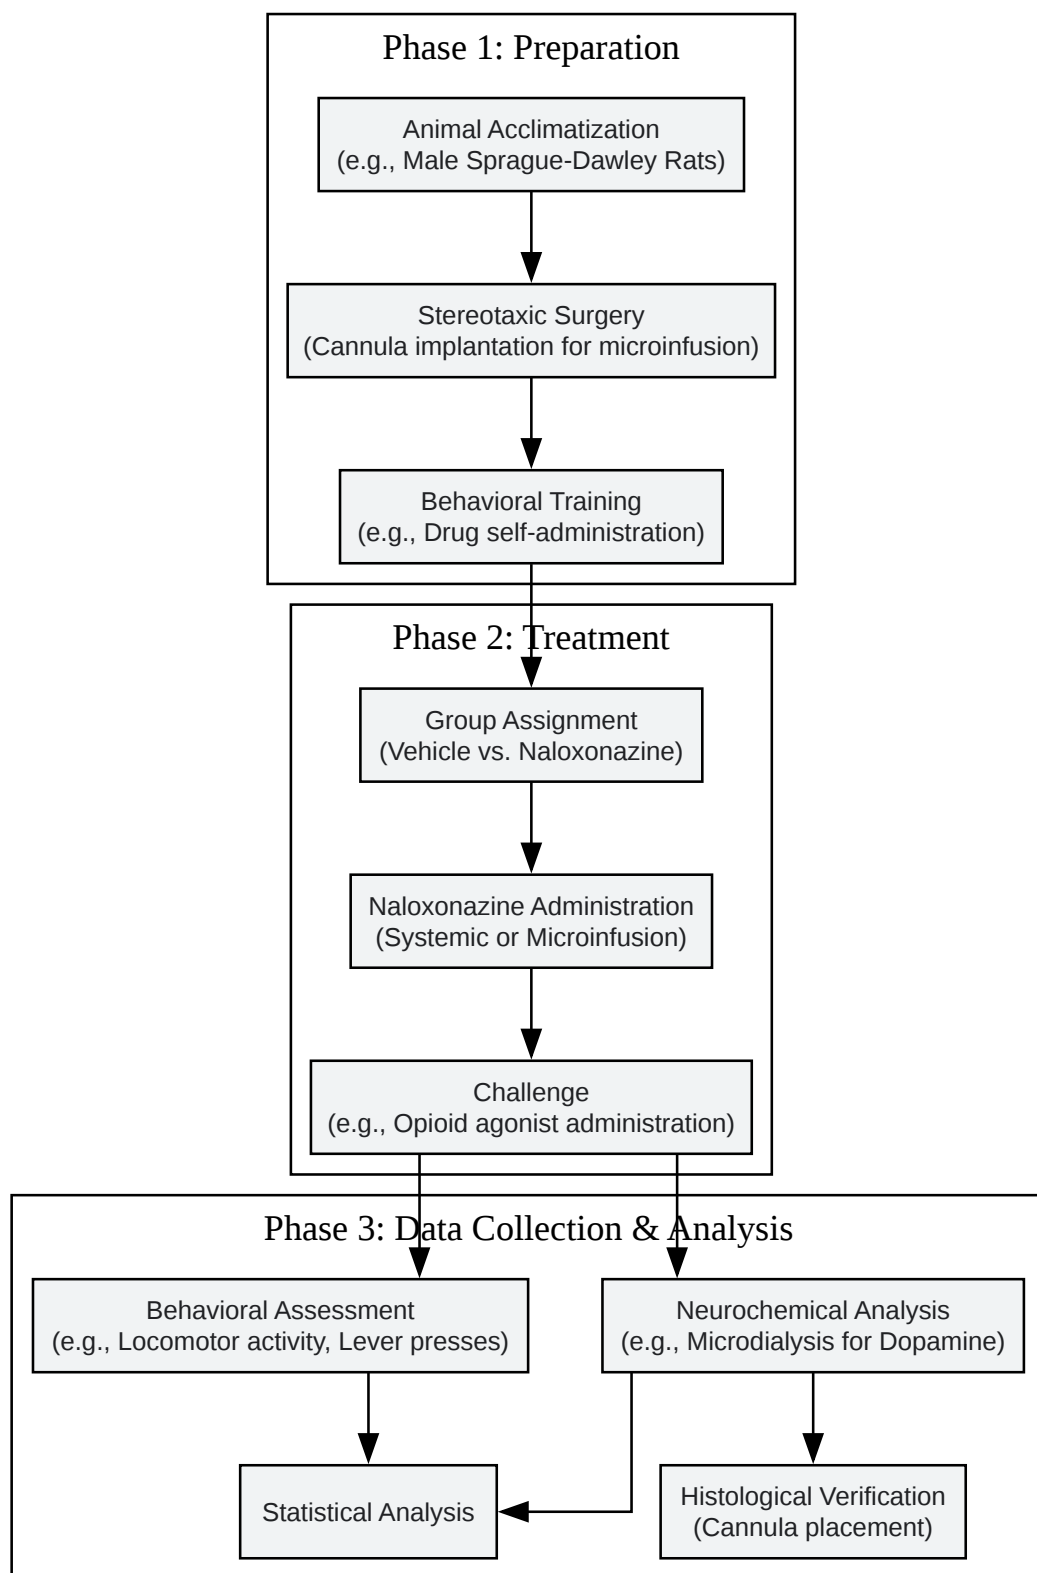 Phase 1: Preparation
Animal Acclimatization
(e.g., Male Sprague-Dawley Rats)
Stereotaxic Surgery
(Cannula implantation for microinfusion)
Behavioral Training
(e.g., Drug self-administration)
Phase 2: Treatment
Group Assignment
(Vehicle vs. Naloxonazine)
Naloxonazine Administration
(Systemic or Microinfusion)
Challenge
(e.g., Opioid agonist administration)
Phase 3: Data Collection & Analysis
Behavioral Assessment
(e.g., Locomotor activity, Lever presses)
Neurochemical Analysis
(e.g., Microdialysis for Dopamine)
Statistical Analysis
Histological Verification
(Cannula placement)